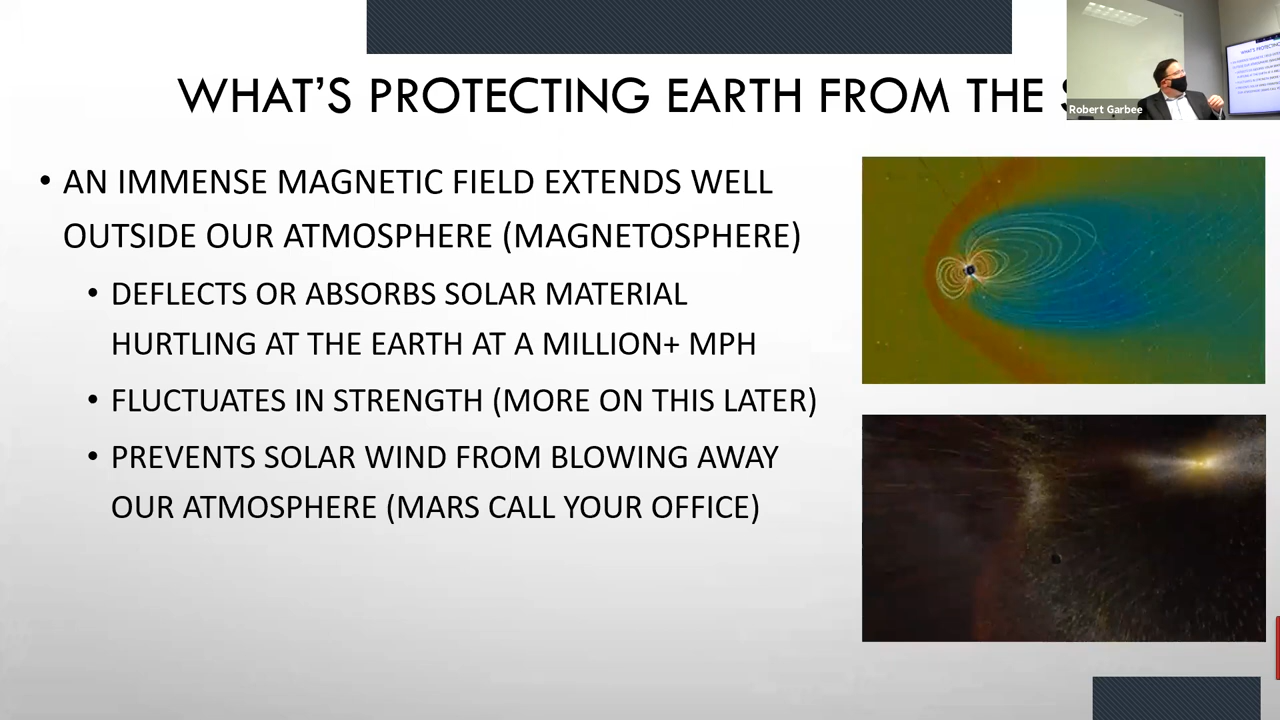 WHAT'S PROTECTING EARTH FROM THE
Robert Garbee
• AN IMMENSE MAGNETIC FIELD EXTENDS WELL
OUTSIDE OUR ATMOSPHERE (MAGNETOSPHERE)
• DEFLECTS OR ABSORBS SOLAR MATERIAL
HURTLING AT THE EARTH AT A MILLION+ MPH
• FLUCTUATES IN STRENGTH (MORE ON THIS LATER)
• PREVENTS SOLAR WIND FROM BLOWING AWAY
OUR ATMOSPHERE (MARS CALL YOUR OFFICE)